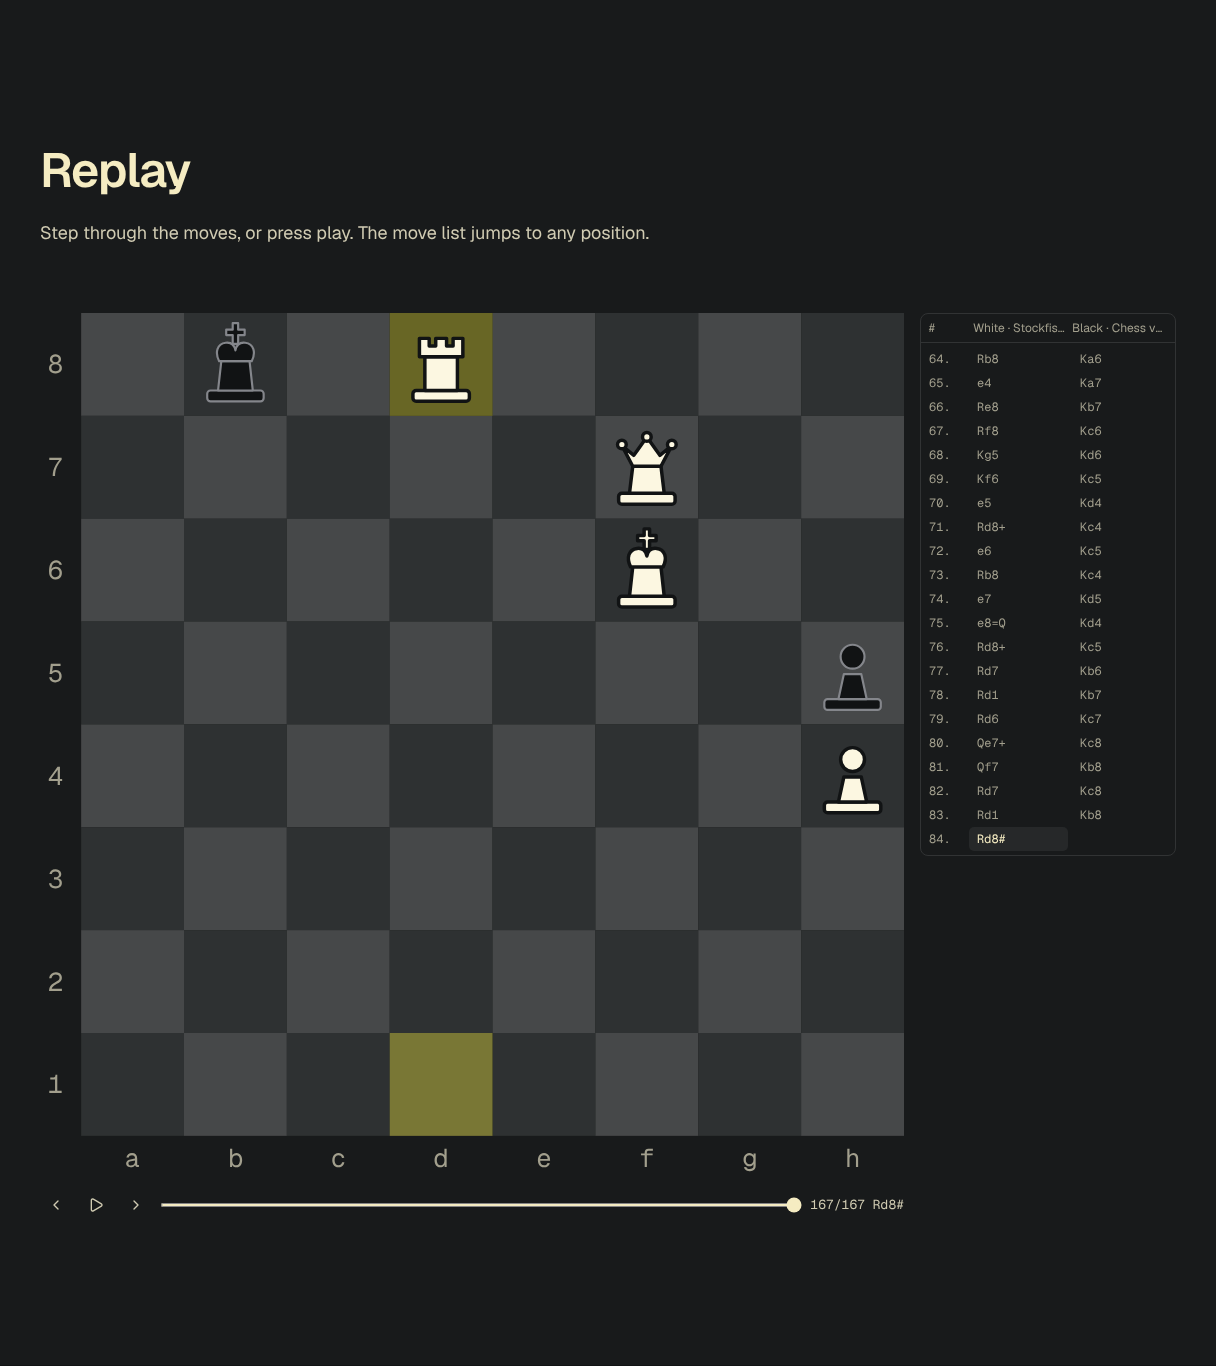 Replay
Step through the moves, or press play. The move list jumps to any position.
# White · Stockfis… Black · Chess v…
64. Rb8 Ka6
65. e4 Ka7
66. Re8 Kb7
67. Rf8 Kc6
68. Kg5 Kd6
69. Kf6 Kc5
70. e5 Kd4
71. Rd8+ Kc4
72. e6 Kc5
73. Rb8 Kc4
74. e7 Kd5
75. e8=Q Kd4
76. Rd8+ Kc5
77. Rd7 Kb6
78. Rd1 Kb7
79. Rd6 Kc7
80. Qe7+ Kc8
81. Qf7 Kb8
82. Rd7 Kc8
83. Rd1 Kb8
84. Rd8#
8
7
6
5
4
3
2
1
a b c d e f g h
167/167 Rd8#